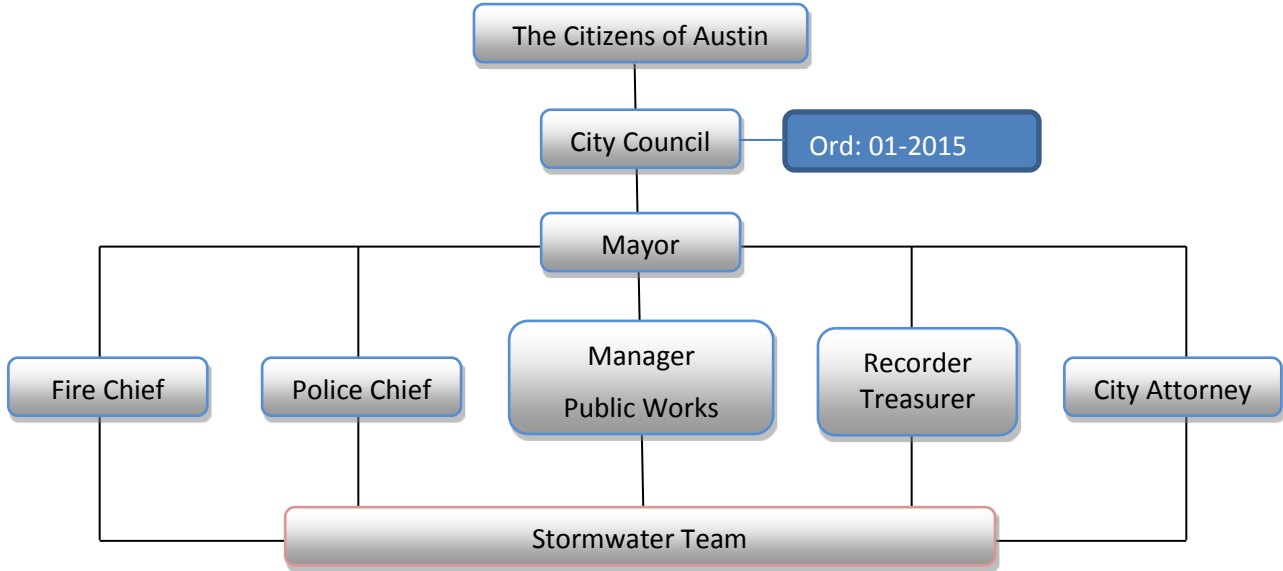 The Citizens of Austin
City Council
Ord: 01-2015
Mayor
Fire Chief
Police Chief
Manager
Public Works
Recorder
Treasurer
City Attorney
Stormwater Team